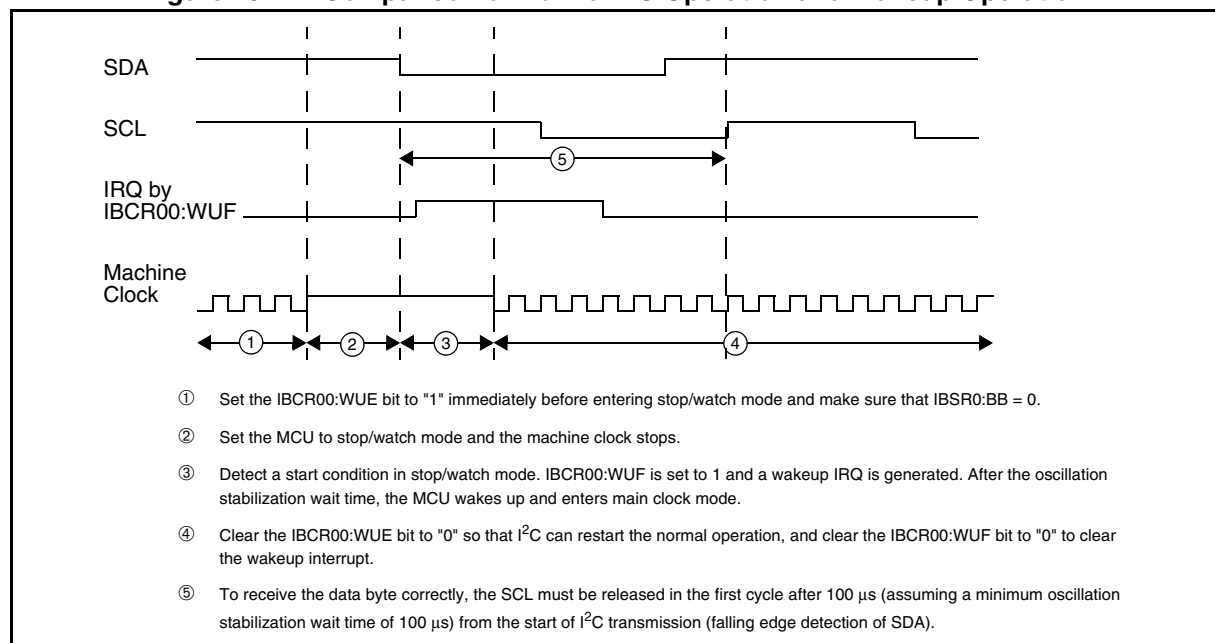 SDA
SCL
⑤
IRQ by
IBCR00:WUF
Machine
Clock
① ② ③ ④
① Set the IBCR00:WUE bit to "1" immediately before entering stop/watch mode and make sure that IBSR0:BB = 0.
② Set the MCU to stop/watch mode and the machine clock stops.
③ Detect a start condition in stop/watch mode. IBCR00:WUF is set to 1 and a wakeup IRQ is generated. After the oscillation
stabilization wait time, the MCU wakes up and enters main clock mode.
④ Clear the IBCR00:WUE bit to "0" so that I²C can restart the normal operation, and clear the IBCR00:WUF bit to "0" to clear
the wakeup interrupt.
⑤ To receive the data byte correctly, the SCL must be released in the first cycle after 100 μs (assuming a minimum oscillation
stabilization wait time of 100 μs) from the start of I²C transmission (falling edge detection of SDA).